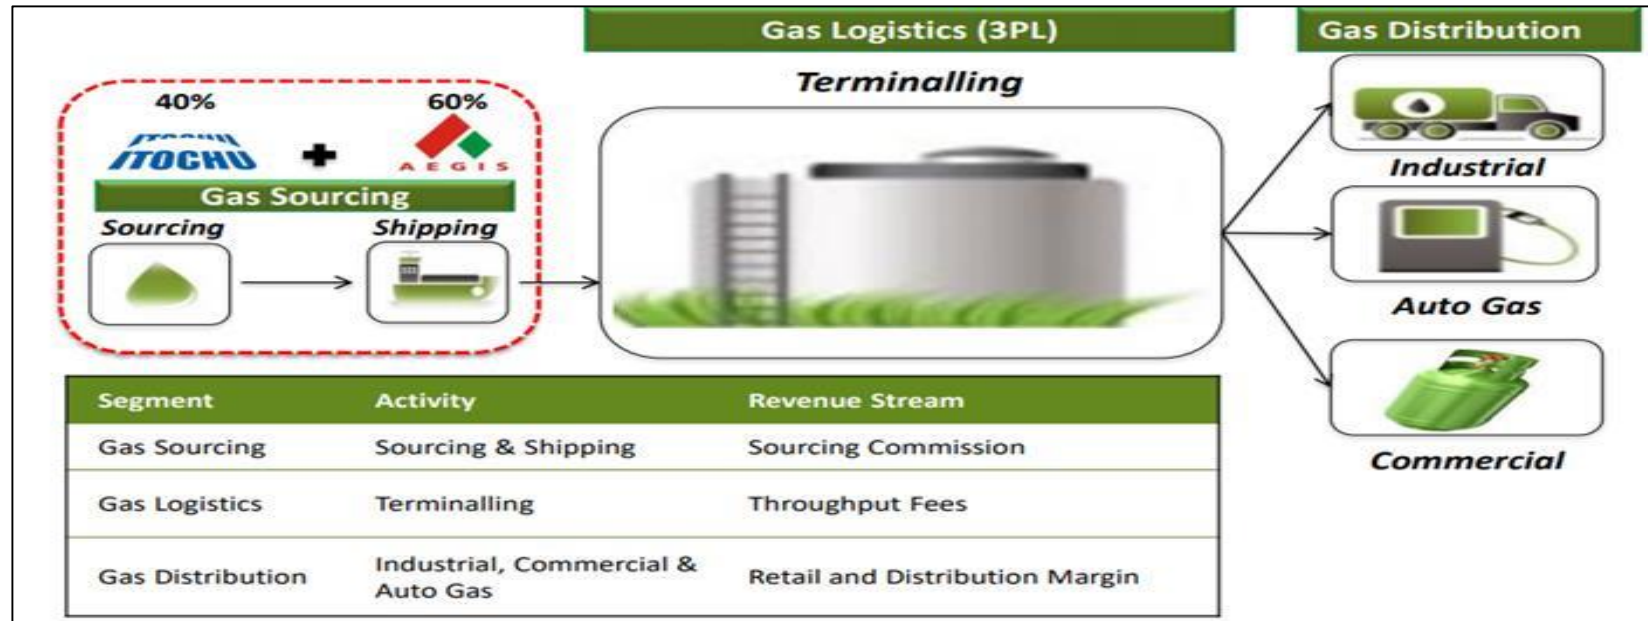 Gas Logistics (3PL)
Gas Distribution
Terminalling
40%
60%
ITOCHU
ITOCHU
+
AEGIS
Gas Sourcing
Sourcing
Shipping
Industrial
Auto Gas
Commercial
Segment Activity Revenue Stream
Gas Sourcing Sourcing & Shipping Sourcing Commission
Gas Logistics Terminalling Throughput Fees
Gas Distribution Industrial, Commercial &
Auto Gas Retail and Distribution Margin